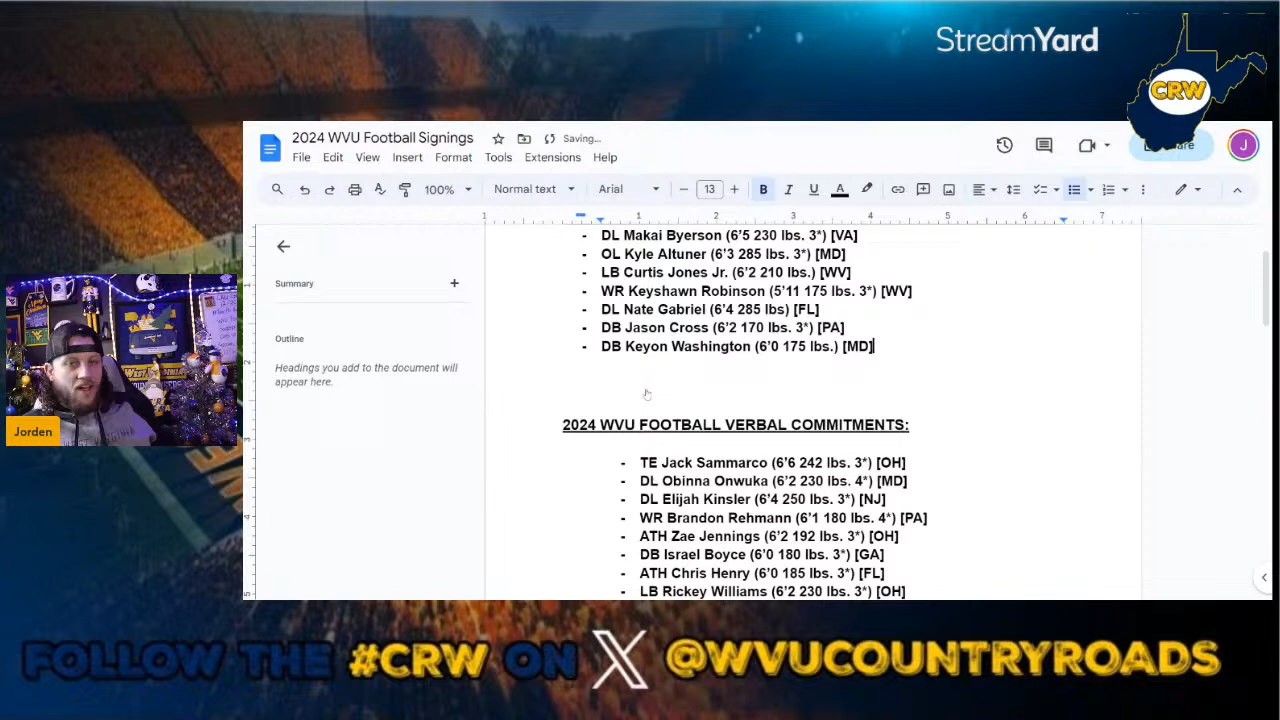 StreamYard
CRW
2024 WVU Football Signings
Saving...
File Edit View Insert Format Tools Extensions Help
J
100% Normal text Arial 13 B I U A
1 1 2 3 4 5 6 7
Summary
Outline
Headings you add to the document will
appear here.
- DL Makai Byerson (6'5 230 lbs. 3*) [VA]
- OL Kyle Altuner (6'3 285 lbs. 3*) [MD]
- LB Curtis Jones Jr. (6'2 210 lbs.) [WV]
- WR Keyshawn Robinson (5'11 175 lbs. 3*) [WV]
- DL Nate Gabriel (6'4 285 lbs) [FL]
- DB Jason Cross (6'2 170 lbs. 3*) [PA]
- DB Keyon Washington (6'0 175 lbs.) [MD]
2024 WVU FOOTBALL VERBAL COMMITMENTS:
- TE Jack Sammarco (6'6 242 lbs. 3*) [OH]
- DL Obinna Onwuka (6'2 230 lbs. 4*) [MD]
- DL Elijah Kinsler (6'4 250 lbs. 3*) [NJ]
- WR Brandon Rehmann (6'1 180 lbs. 4*) [PA]
- ATH Zae Jennings (6'2 192 lbs. 3*) [OH]
- DB Israel Boyce (6'0 180 lbs. 3*) [GA]
- ATH Chris Henry (6'0 185 lbs. 3*) [FL]
- LB Rickey Williams (6'2 230 lbs. 3*) [OH]
Jorden
FOLLOW THE #CRW ON X @WVUCOUNTRYROADS